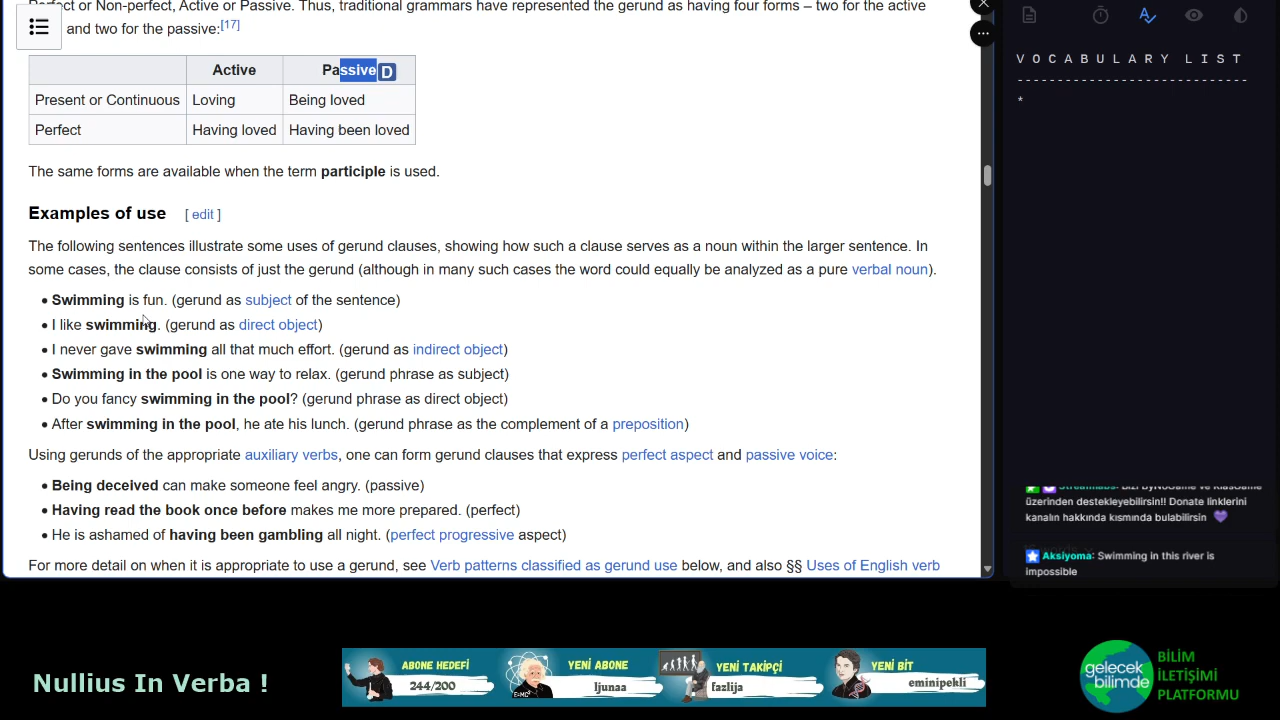 Perfect or Non-perfect, Active or Passive. Thus, traditional grammars have represented the gerund as having four forms – two for the active
and two for the passive:[17]
Active Passive D
Present or Continuous Loving Being loved
Perfect Having loved Having been loved
The same forms are available when the term participle is used.
Examples of use [ edit ]
The following sentences illustrate some uses of gerund clauses, showing how such a clause serves as a noun within the larger sentence. In
some cases, the clause consists of just the gerund (although in many such cases the word could equally be analyzed as a pure verbal noun).
• Swimming is fun. (gerund as subject of the sentence)
• I like swimming. (gerund as direct object)
• I never gave swimming all that much effort. (gerund as indirect object)
• Swimming in the pool is one way to relax. (gerund phrase as subject)
• Do you fancy swimming in the pool? (gerund phrase as direct object)
• After swimming in the pool, he ate his lunch. (gerund phrase as the complement of a preposition)
Using gerunds of the appropriate auxiliary verbs, one can form gerund clauses that express perfect aspect and passive voice:
• Being deceived can make someone feel angry. (passive)
• Having read the book once before makes me more prepared. (perfect)
• He is ashamed of having been gambling all night. (perfect progressive aspect)
For more detail on when it is appropriate to use a gerund, see Verb patterns classified as gerund use below, and also §§ Uses of English verb
VOCABULARY LIST
---------------------------
*
Streamlabs: Bizi ByNoGame ve KlasGame
üzerinden destekleyebilirsin!! Donate linklerini
kanalın hakkında kısmında bulabilirsin
Aksiyoma: Swimming in this river is
impossible
Nullius In Verba !
ABONE HEDEFİ
244/200
E=MC²
YENİ ABONE
ljunaa
YENİ TAKİPÇİ
fazlija
YENİ BİT
eminipekli
gelecek
bilimde
BİLİM
İLETİŞİMİ
PLATFORMU